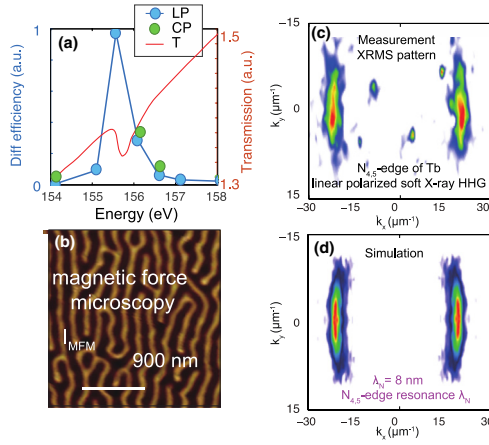 (a)
LP
CP
T
Diff efficiency (a.u.)
1
0
Transmission (a.u.)
1.5
1.3
154 155 156 157 158
Energy (eV)
(b)
magnetic force
microscopy
I_MFM
900 nm
(c)
Measurement
XRMS pattern
k_y (μm⁻¹)
15
0
-15
N_4,5-edge of Tb
linear polarized soft X-ray HHG
-30 -15 0 15 30
k_x (μm⁻¹)
(d)
Simulation
k_y (μm⁻¹)
15
0
-15
λ_N= 8 nm
N_4,5-edge resonance λ_N
-30 -15 0 15 30
k_x (μm⁻¹)